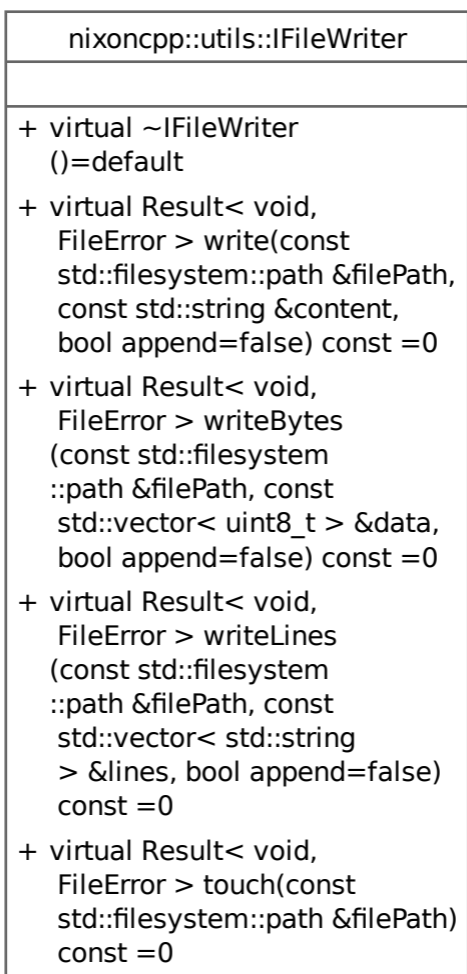 nixoncpp::utils::IFileWriter
+ virtual ~IFileWriter
()=default
+ virtual Result< void,
FileError > write(const
std::filesystem::path &filePath,
const std::string &content,
bool append=false) const =0
+ virtual Result< void,
FileError > writeBytes
(const std::filesystem
::path &filePath, const
std::vector< uint8_t > &data,
bool append=false) const =0
+ virtual Result< void,
FileError > writeLines
(const std::filesystem
::path &filePath, const
std::vector< std::string
> &lines, bool append=false)
const =0
+ virtual Result< void,
FileError > touch(const
std::filesystem::path &filePath)
const =0